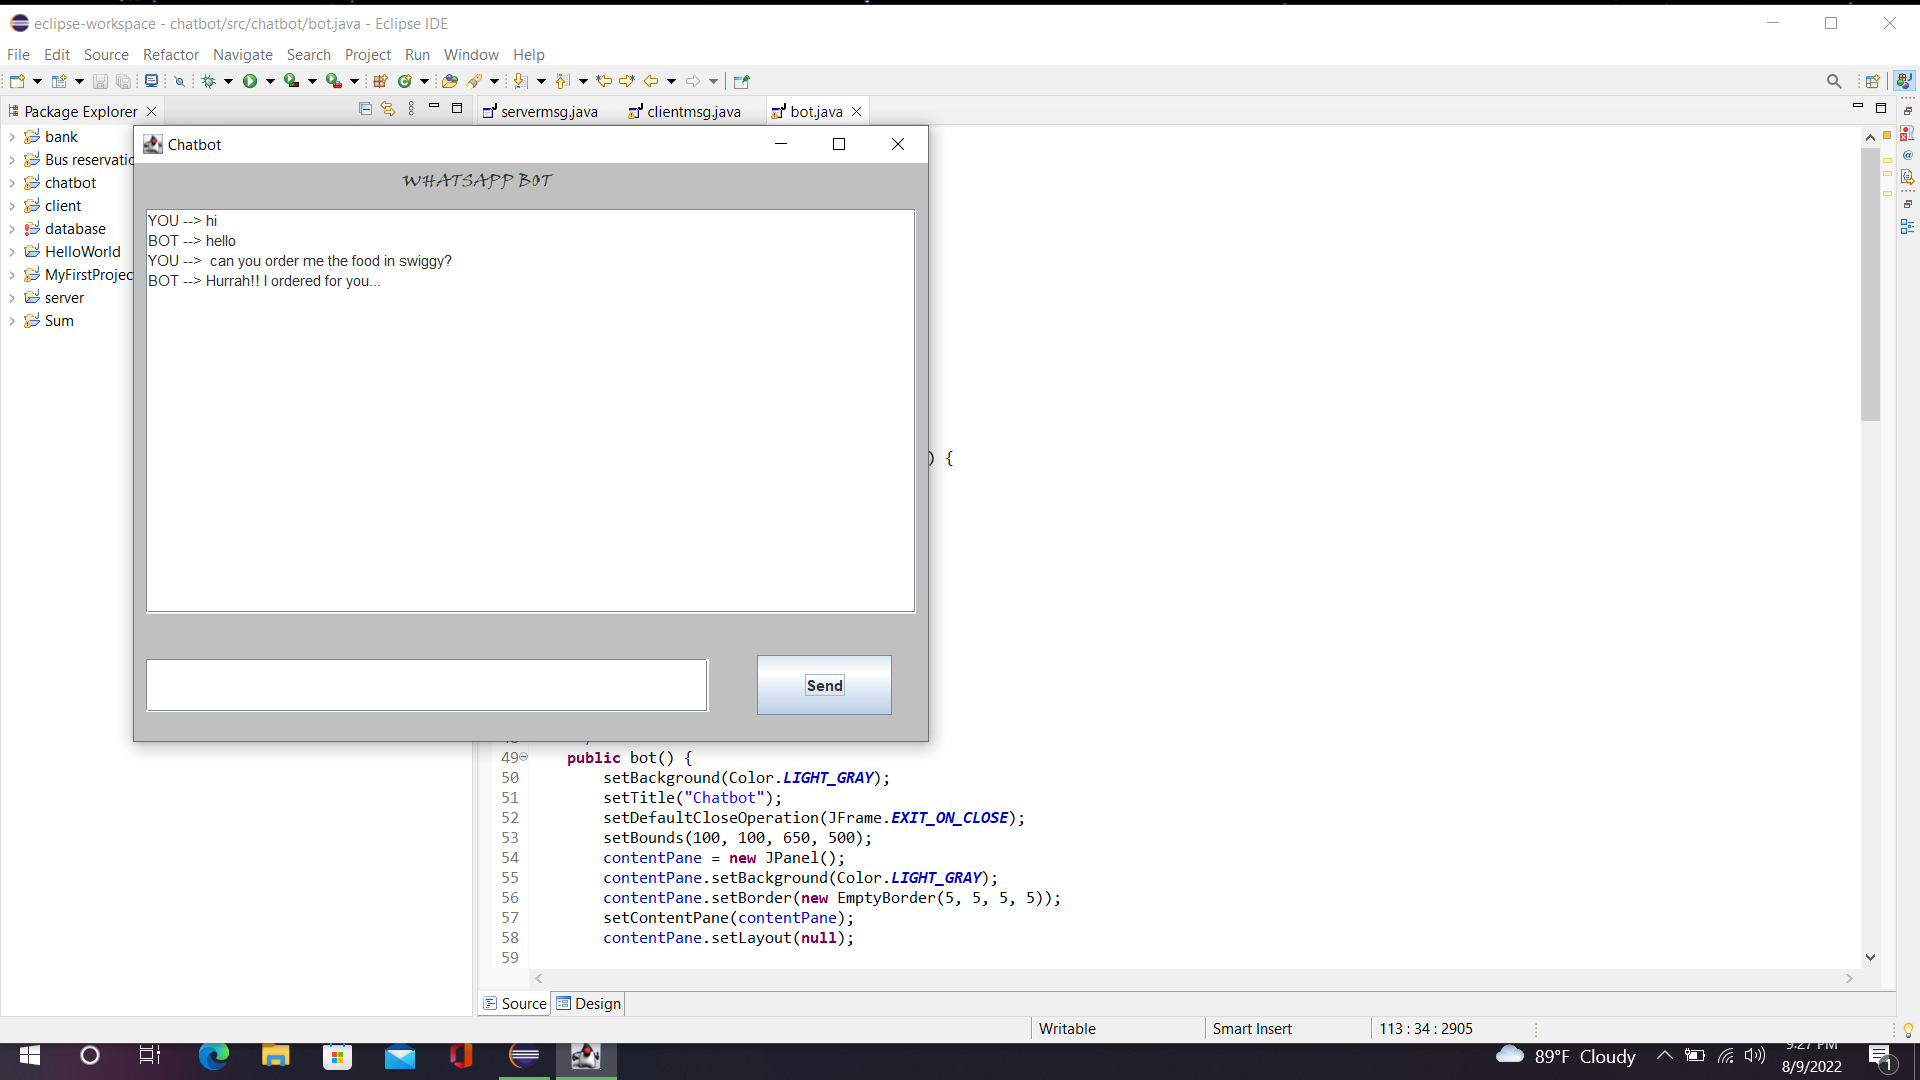 eclipse-workspace - chatbot/src/chatbot/bot.java - Eclipse IDE
File Edit Source Refactor Navigate Search Project Run Window Help
Package Explorer
servermsg.java clientmsg.java bot.java
bank
Bus reservatio
chatbot
client
database
HelloWorld
MyFirstProjec
server
Sum
Chatbot
WHATSAPP BOT
YOU --> hi
BOT --> hello
YOU -->  can you order me the food in swiggy?
BOT --> Hurrah!! I ordered for you...
Send
) {
49 public bot() {
50 setBackground(Color.LIGHT_GRAY);
51 setTitle("Chatbot");
52 setDefaultCloseOperation(JFrame.EXIT_ON_CLOSE);
53 setBounds(100, 100, 650, 500);
54 contentPane = new JPanel();
55 contentPane.setBackground(Color.LIGHT_GRAY);
56 contentPane.setBorder(new EmptyBorder(5, 5, 5, 5));
57 setContentPane(contentPane);
58 contentPane.setLayout(null);
59
Source Design
Writable Smart Insert 113 : 34 : 2905
89°F Cloudy
9:27 PM
8/9/2022
1